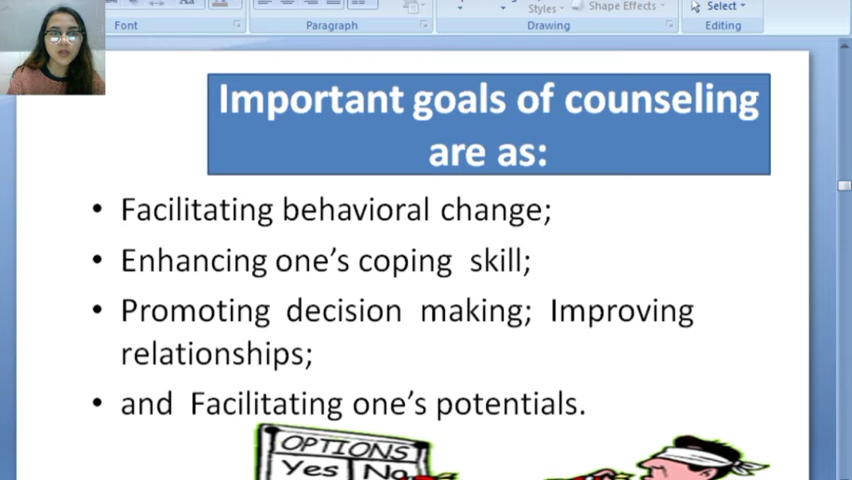 Font
Paragraph
Drawing
Editing
Styles
Shape Effects
Select
Important goals of counseling
are as:
• Facilitating behavioral change;
• Enhancing one's coping skill;
• Promoting decision making; Improving
relationships;
• and Facilitating one's potentials.
OPTIONS
Yes No